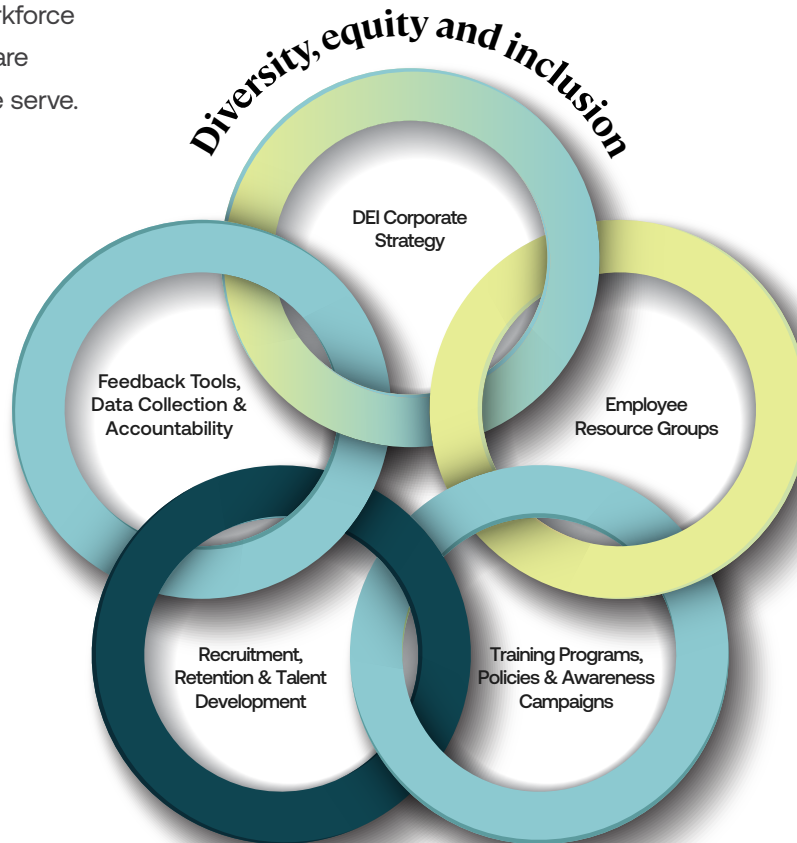 rkforce
are
e serve.
Diversity, equity and inclusion
DEI Corporate
Strategy
Feedback Tools,
Data Collection &
Accountability
Employee
Resource Groups
Recruitment,
Retention & Talent
Development
Training Programs,
Policies & Awareness
Campaigns